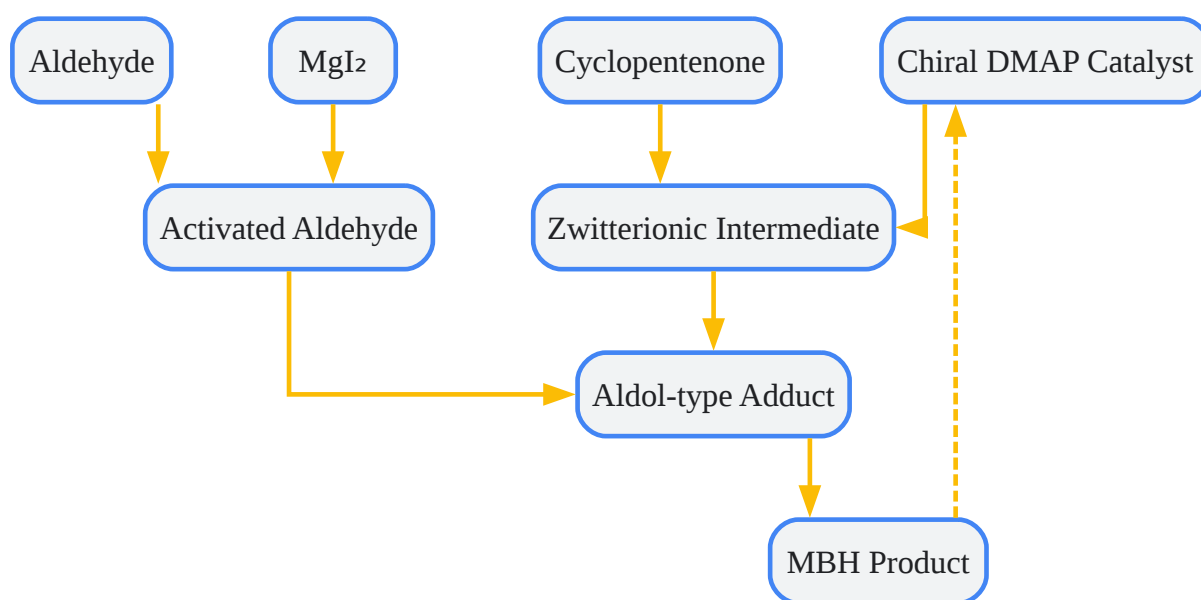 Aldehyde
MgI₂
Cyclopentenone
Chiral DMAP Catalyst
Activated Aldehyde
Zwitterionic Intermediate
Aldol-type Adduct
MBH Product